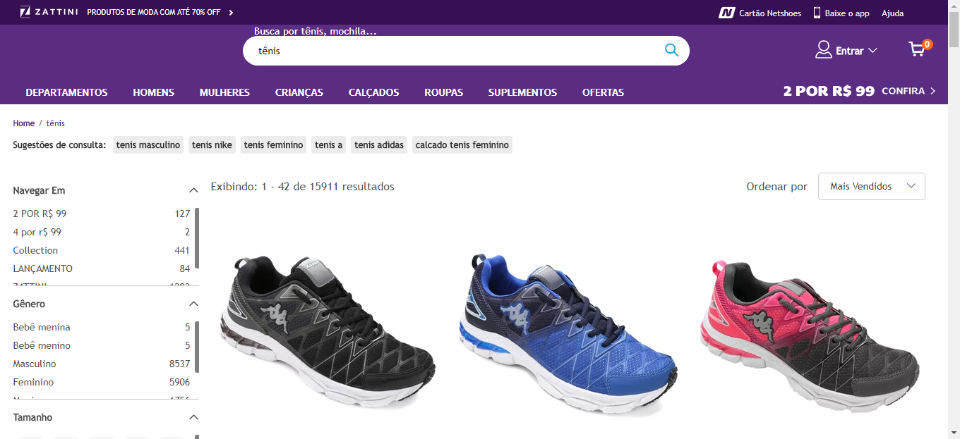 ZATTINI PRODUTOS DE MODA COM ATÉ 70% OFF
N Cartão Netshoes Baixe o app Ajuda
Busca por tênis, mochila...
tênis
Entrar
0
DEPARTAMENTOS HOMENS MULHERES CRIANÇAS CALÇADOS ROUPAS SUPLEMENTOS OFERTAS
2 POR R$ 99 CONFIRA
Home / tênis
Sugestões de consulta: tenis masculino tenis nike tenis feminino tenis a tenis adidas calcado tenis feminino
Navegar Em
2 POR R$ 99 127
4 por r$ 99 2
Collection 441
LANÇAMENTO 84
Gênero
Bebê menina 5
Bebê menino 5
Masculino 8537
Feminino 5906
Tamanho
Exibindo: 1 - 42 de 15911 resultados
Ordenar por Mais Vendidos